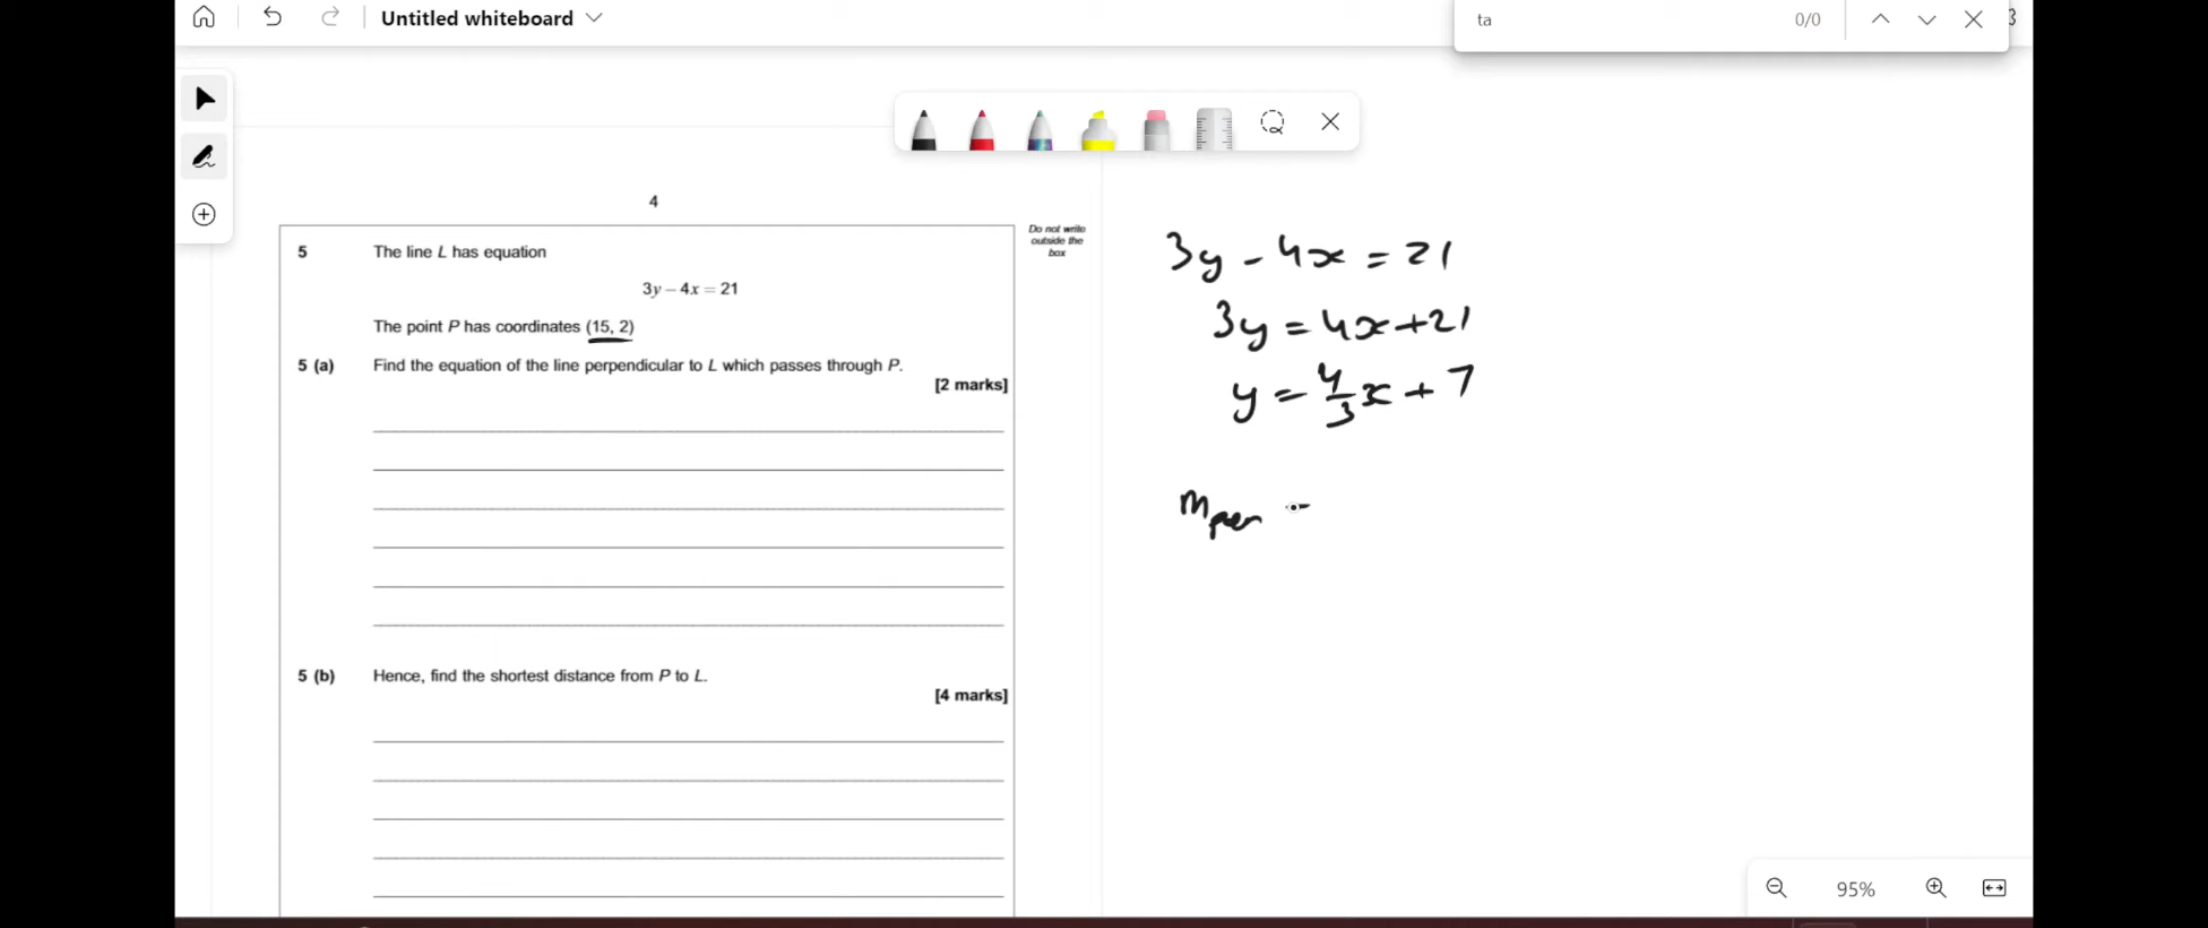 Untitled whiteboard
ta 0/0
4
Do not write
outside the
box
5 The line L has equation
3y – 4x = 21
The point P has coordinates (15, 2)
5 (a) Find the equation of the line perpendicular to L which passes through P.
[2 marks]
5 (b) Hence, find the shortest distance from P to L.
[4 marks]
3y - 4x = 21
3y = 4x+21
y = 4/3 x + 7
m per -
95%